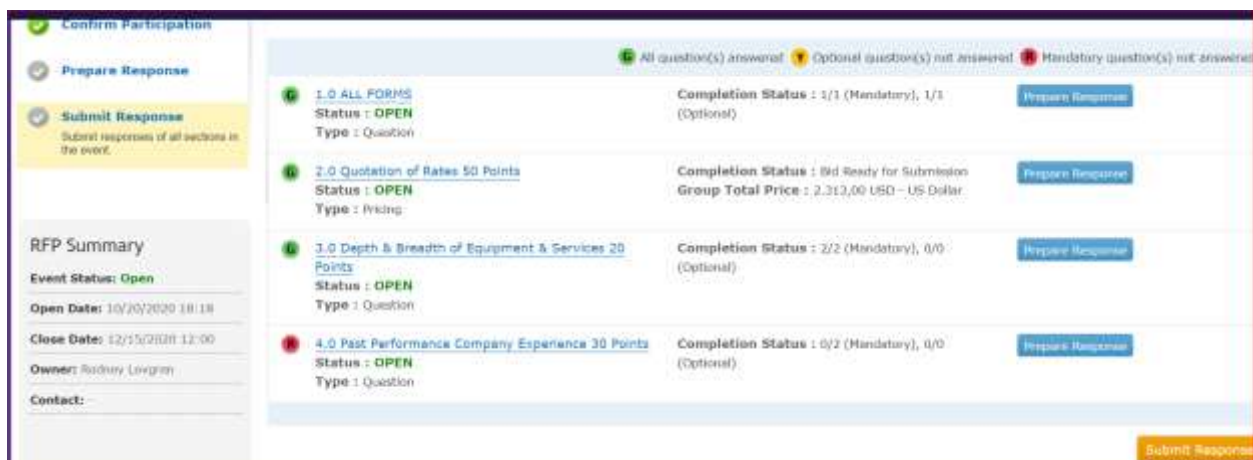 Confirm Participation
Prepare Response
Submit Response
Submit responses of all sections in
the event.
RFP Summary
Event Status: Open
Open Date: 10/20/2020 18:18
Close Date: 12/15/2020 12:00
Owner: Rodney Lovgren
Contact:
G All question(s) answered Y Optional question(s) not answered R Mandatory question(s) not answered
G 1.0 ALL FORMS
Status : OPEN
Type : Question
Completion Status : 1/1 (Mandatory), 1/1
(Optional)
Prepare Response
G 2.0 Quotation of Rates 50 Points
Status : OPEN
Type : Pricing
Completion Status : Bid Ready for Submission
Group Total Price : 2.313,00 USD - US Dollar
Prepare Response
G 3.0 Depth & Breadth of Equipment & Services 20
Points
Status : OPEN
Type : Question
Completion Status : 2/2 (Mandatory), 0/0
(Optional)
Prepare Response
R 4.0 Past Performance Company Experience 30 Points
Status : OPEN
Type : Question
Completion Status : 0/2 (Mandatory), 0/0
(Optional)
Prepare Response
Submit Response